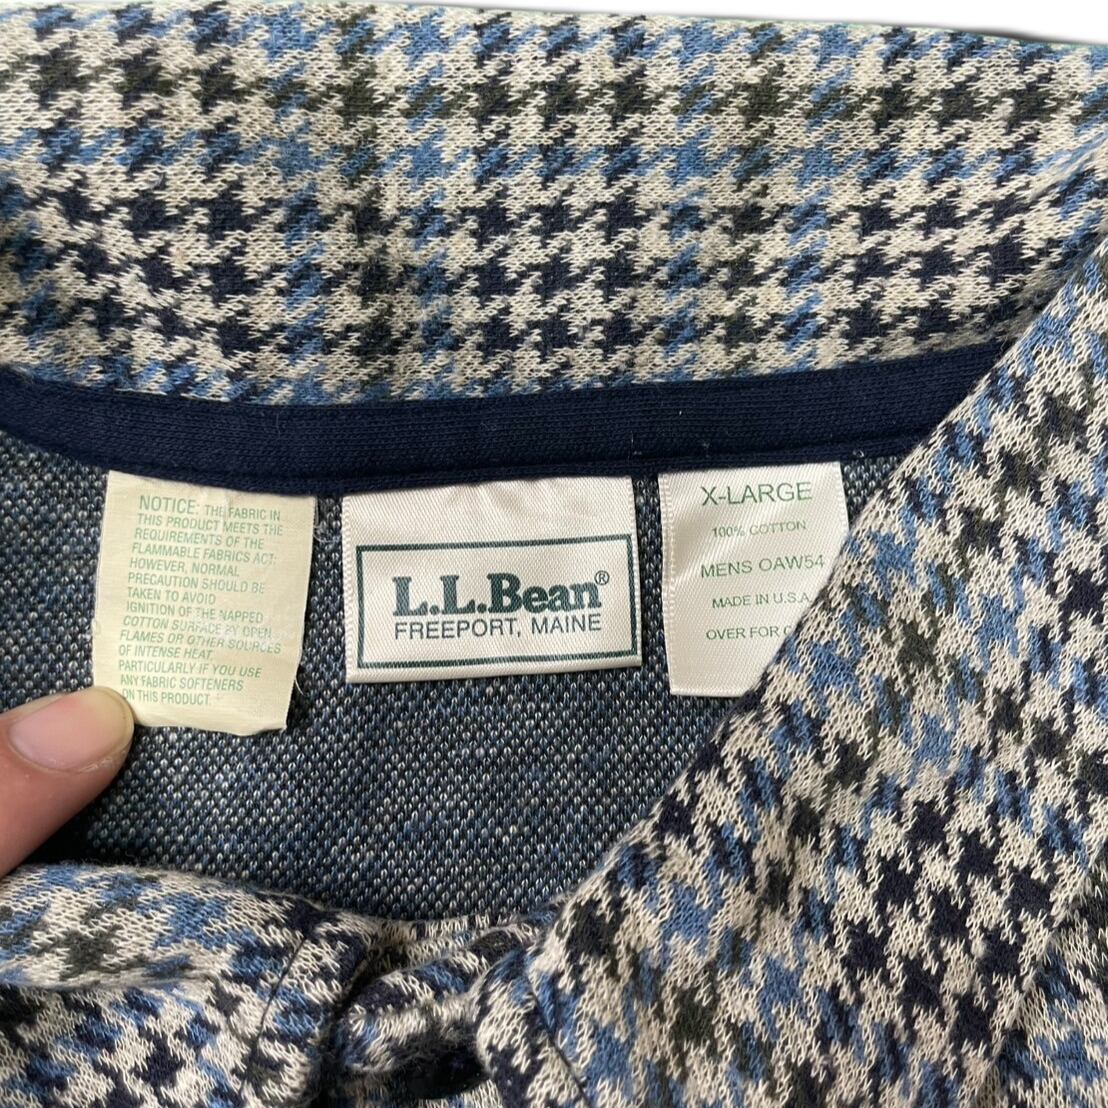 NOTICE: THE FABRIC IN
THIS PRODUCT MEETS THE
REQUIREMENTS OF THE
FLAMMABLE FABRICS ACT;
HOWEVER, NORMAL
PRECAUTION SHOULD BE
TAKEN TO AVOID
IGNITION OF THE NAPPED
COTTON SURFACE BY OPEN
FLAMES OR OTHER SOURCES
OF INTENSE HEAT,
PARTICULARLY IF YOU USE
ANY FABRIC SOFTENERS
ON THIS PRODUCT.
L.L.Bean®
FREEPORT, MAINE
X-LARGE
100% COTTON
MENS OAW54
MADE IN U.S.A.
OVER FOR